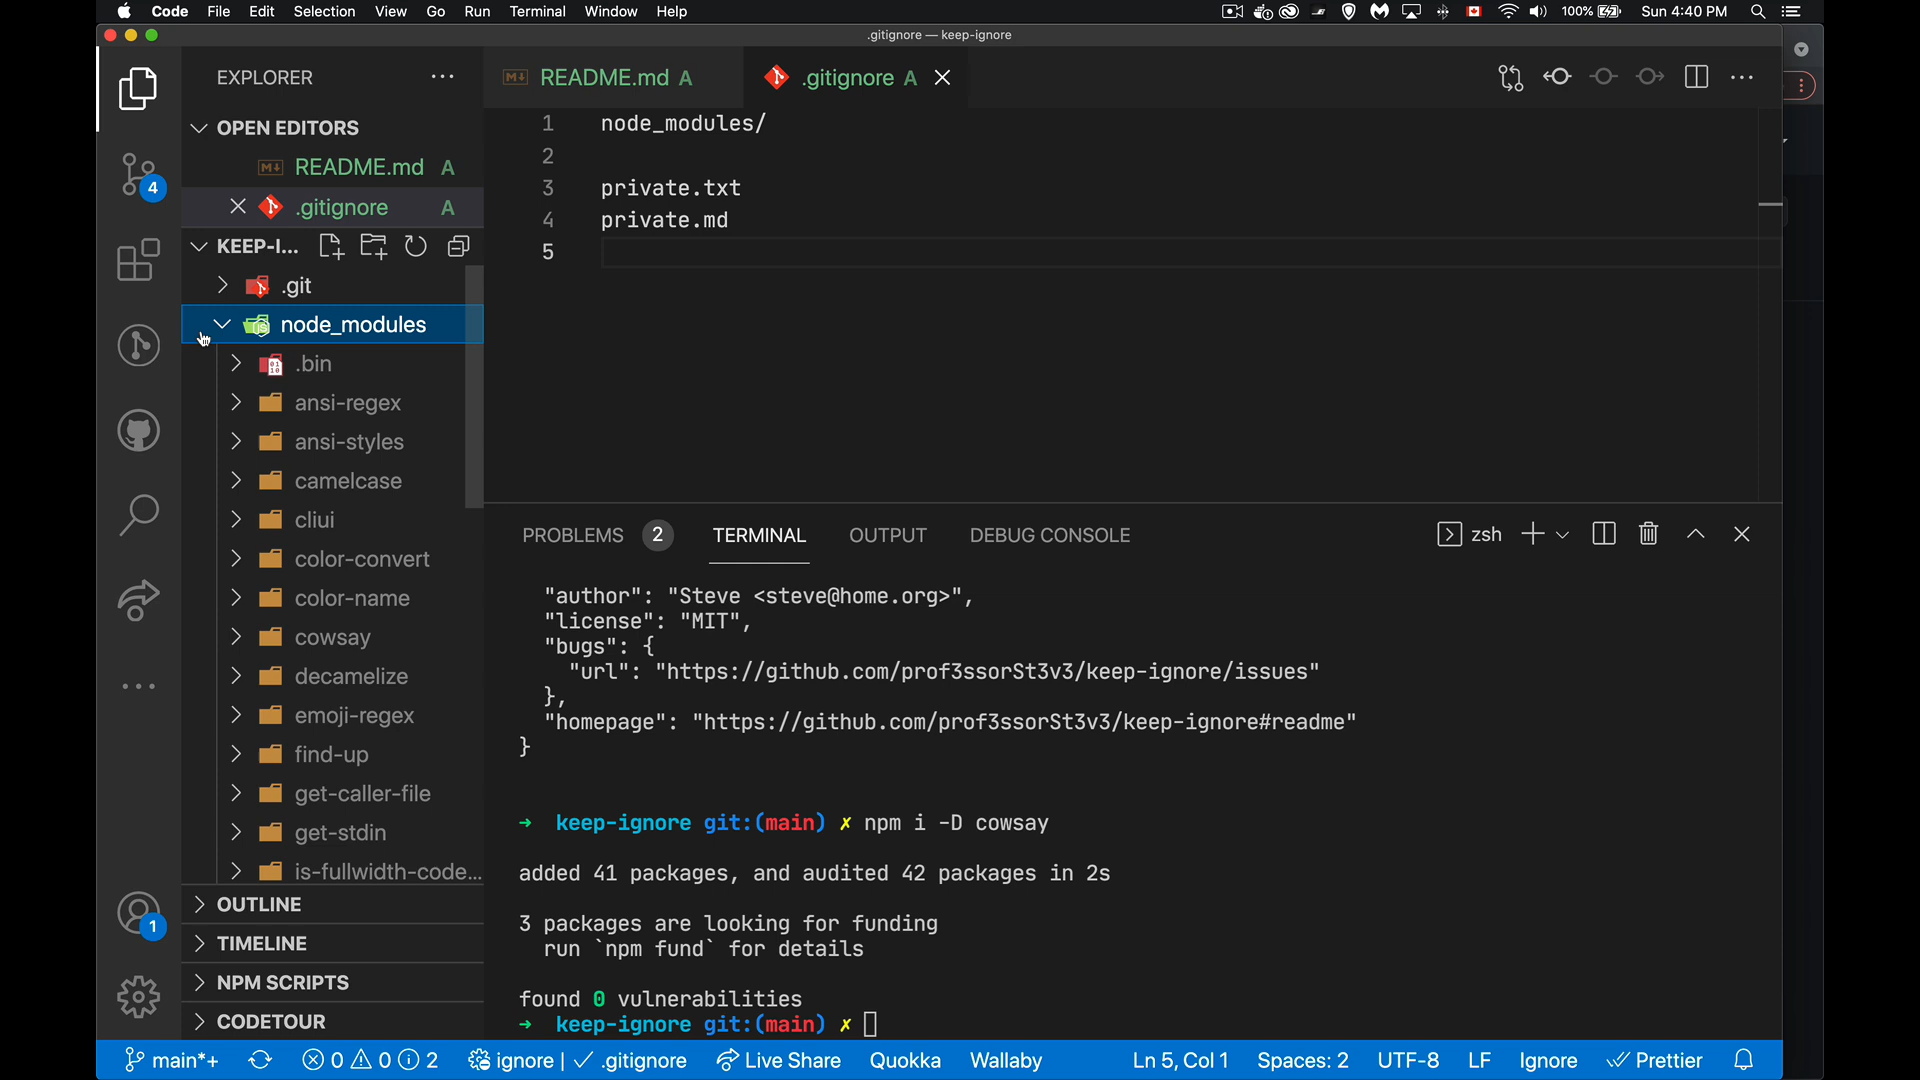 Code File Edit Selection View Go Run Terminal Window Help
100% Sun 4:40 PM
.gitignore — keep-ignore
EXPLORER
OPEN EDITORS
README.md A
.gitignore A
KEEP-I...
.git
node_modules
.bin
ansi-regex
ansi-styles
camelcase
cliui
color-convert
color-name
cowsay
decamelize
emoji-regex
find-up
get-caller-file
get-stdin
is-fullwidth-code...
OUTLINE
TIMELINE
NPM SCRIPTS
CODETOUR
4
1
README.md A
.gitignore A
1 node_modules/
2
3 private.txt
4 private.md
5
PROBLEMS 2 TERMINAL OUTPUT DEBUG CONSOLE
zsh
"author": "Steve <steve@home.org>",
"license": "MIT",
"bugs": {
"url": "https://github.com/prof3ssorSt3v3/keep-ignore/issues"
},
"homepage": "https://github.com/prof3ssorSt3v3/keep-ignore#readme"
}
→ keep-ignore git:(main) ✗ npm i -D cowsay
added 41 packages, and audited 42 packages in 2s
3 packages are looking for funding
run `npm fund` for details
found 0 vulnerabilities
→ keep-ignore git:(main) ✗
main*+ 0 0 2 ignore | ✓ .gitignore Live Share Quokka Wallaby Ln 5, Col 1 Spaces: 2 UTF-8 LF Ignore Prettier